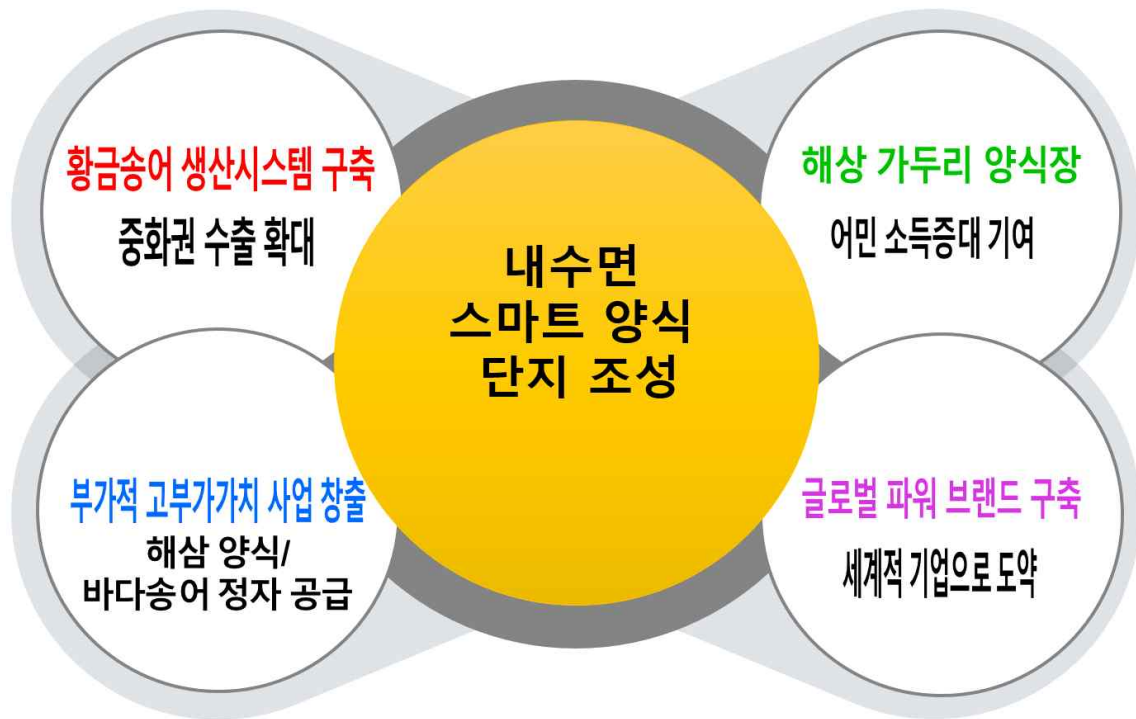 황금송어 생산시스템 구축
중화권 수출 확대
해상 가두리 양식장
어민 소득증대 기여
내수면
스마트 양식
단지 조성
부가적 고부가가치 사업 창출
해삼 양식/
바다송어 정자 공급
글로벌 파워 브랜드 구축
세계적 기업으로 도약